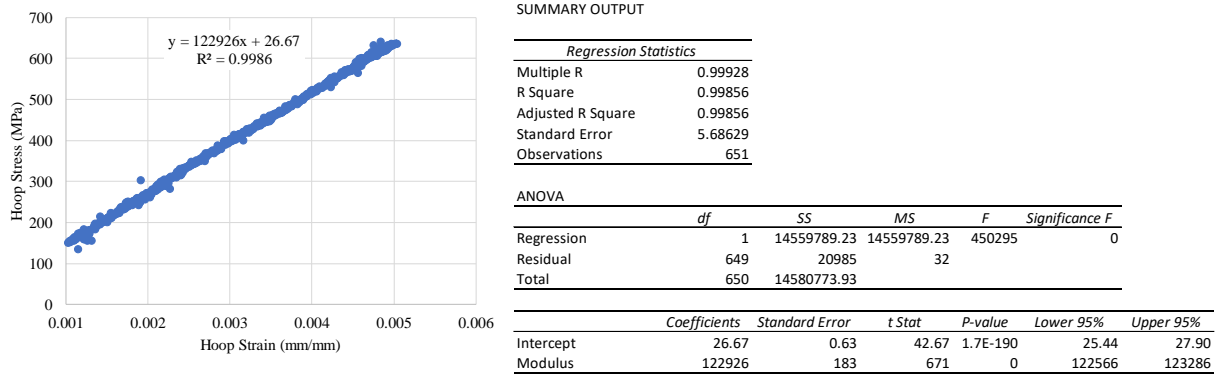 700
600
500
400
300
200
100
0
0.001 0.002 0.003 0.004 0.005 0.006
Hoop Stress (MPa)
Hoop Strain (mm/mm)
y = 122926x + 26.67
R² = 0.9986
SUMMARY OUTPUT
Regression Statistics
Multiple R 0.99928
R Square 0.99856
Adjusted R Square 0.99856
Standard Error 5.68629
Observations 651
ANOVA
df SS MS F Significance F
Regression 1 14559789.23 14559789.23 450295 0
Residual 649 20985 32
Total 650 14580773.93
Coefficients Standard Error t Stat P-value Lower 95% Upper 95%
Intercept 26.67 0.63 42.67 1.7E-190 25.44 27.90
Modulus 122926 183 671 0 122566 123286